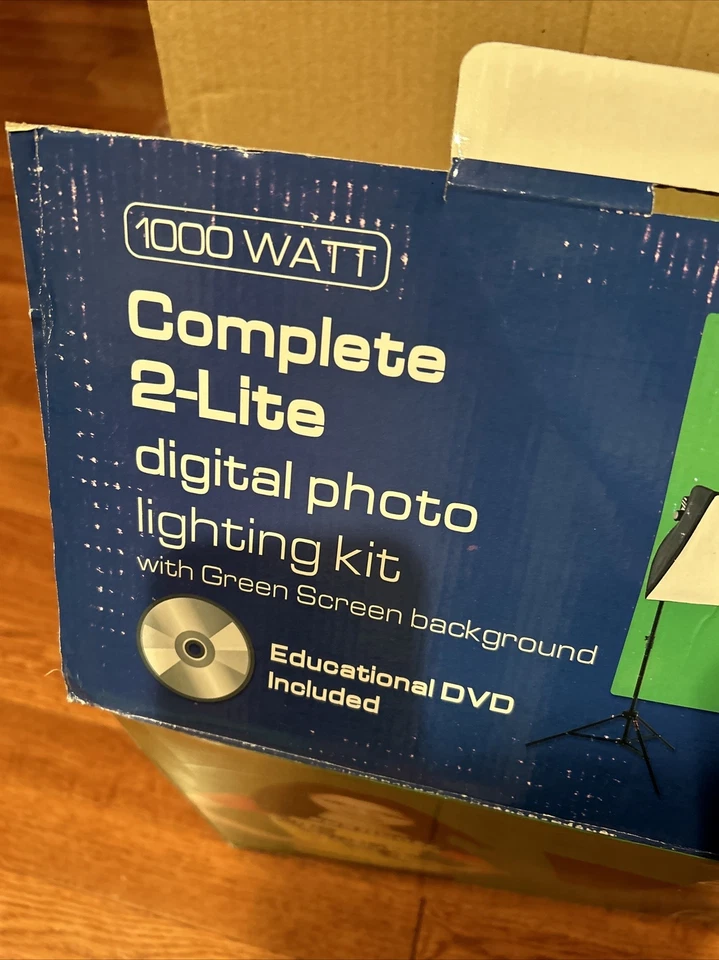 1000 WATT
Complete
2-Lite
digital photo
lighting kit
with Green Screen background
Educational DVD
Included